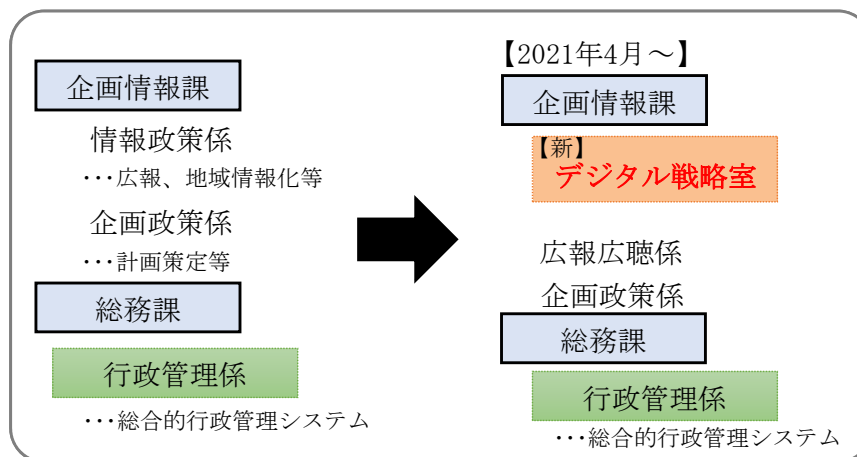 企画情報課
情報政策係
･･･広報、地域情報化等
企画政策係
･･･計画策定等
総務課
行政管理係
･･･総合的行政管理システム
【2021年4月～】
企画情報課
【新】
デジタル戦略室
広報広聴係
企画政策係
総務課
行政管理係
･･･総合的行政管理システム